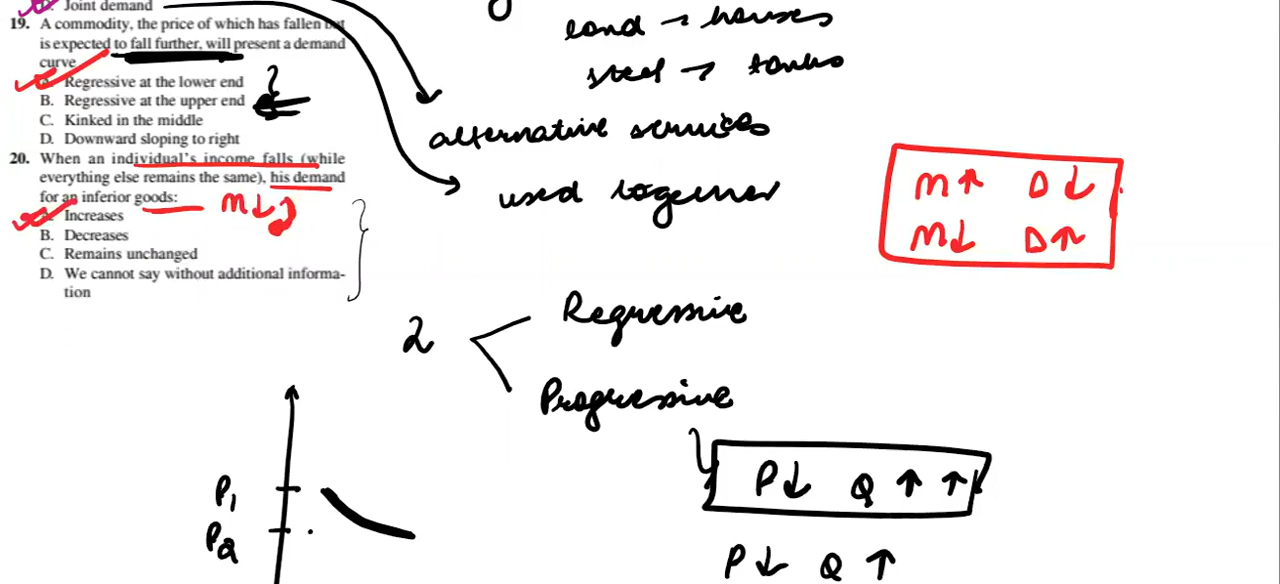 Joint demand
19. A commodity, the price of which has fallen but
is expected to fall further, will present a demand
curve
A. Regressive at the lower end
B. Regressive at the upper end
C. Kinked in the middle
D. Downward sloping to right
20. When an individual's income falls (while
everything else remains the same), his demand
for an inferior goods:
Increases
B. Decreases
C. Remains unchanged
D. We cannot say without additional informa-
tion
M↓
land → houses
steel → tanks
alternative services
used together
M↑ D↓
M↓ D↑
2
Regressive
Progressive
P↓ Q ↑ ↑
P↓ Q ↑
P1
P2